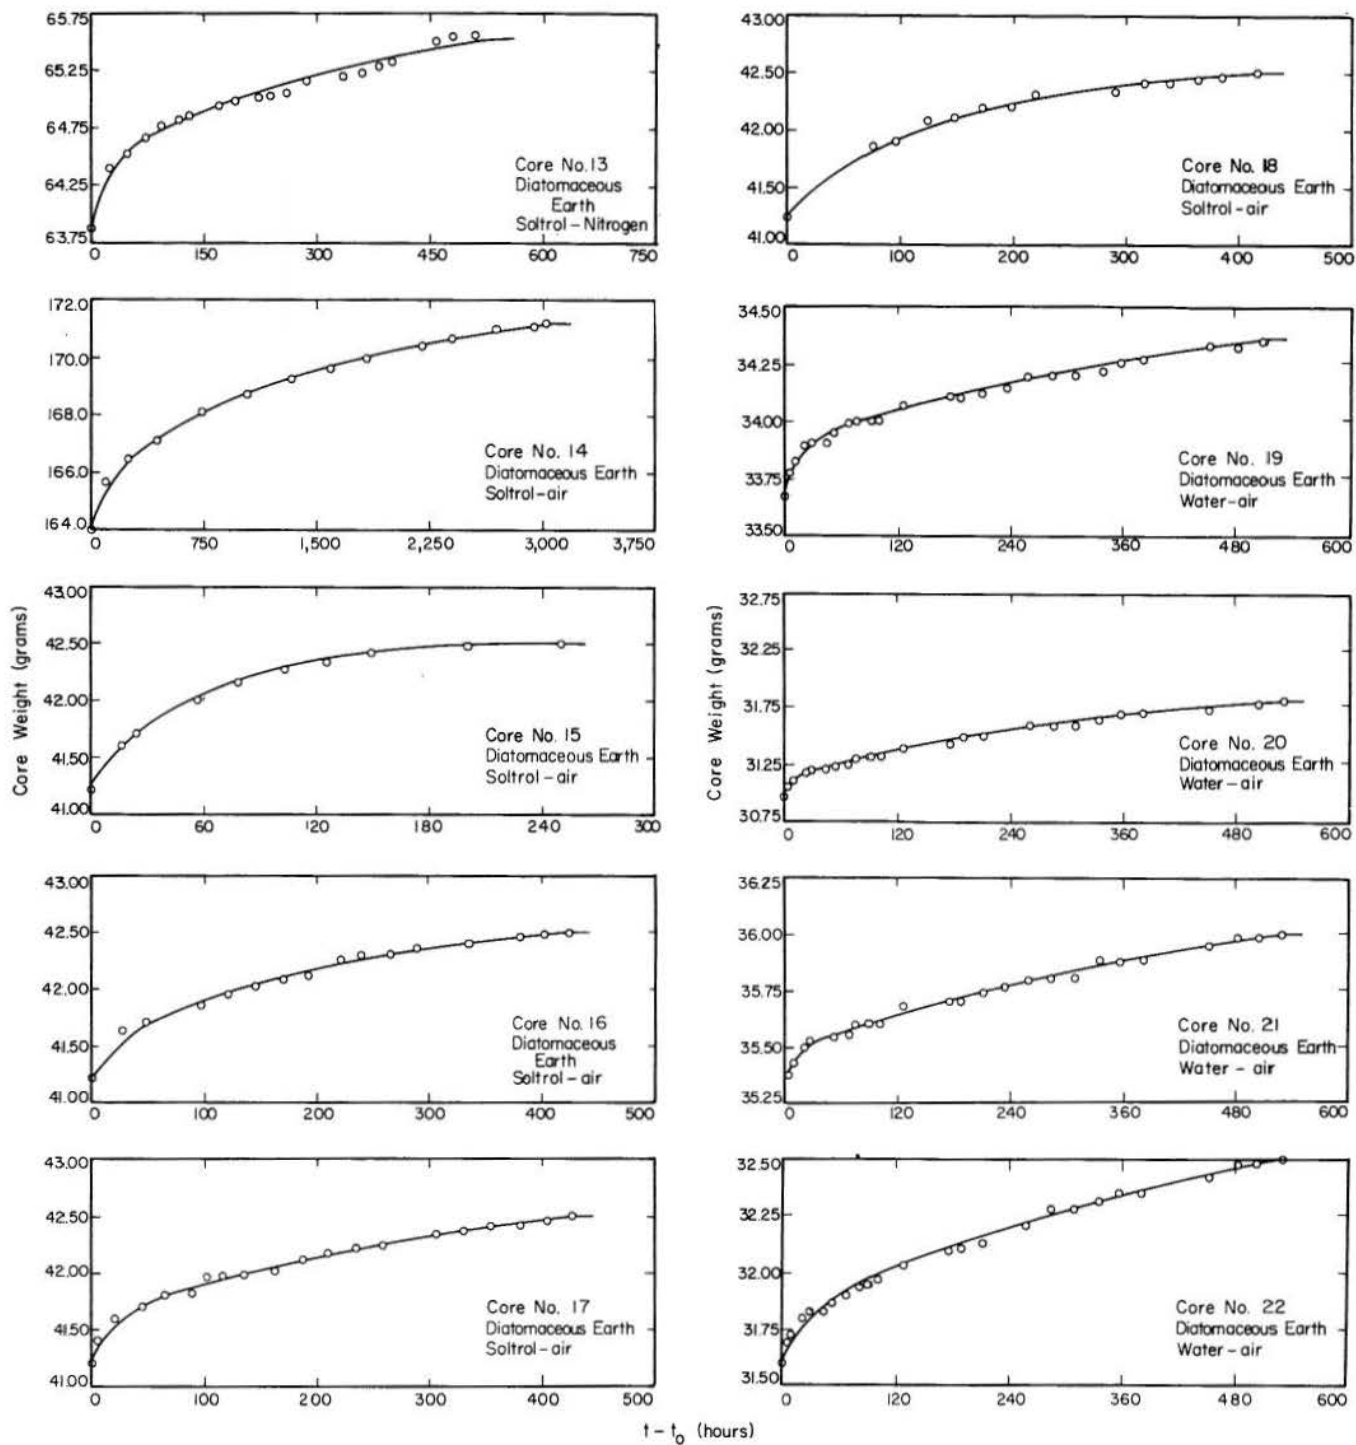 65.75
65.25
64.75
64.25
63.75
0 150 300 450 600 750
Core No. 13
Diatomaceous
Earth
Soltrol – Nitrogen
172.0
170.0
168.0
166.0
164.0
0 750 1,500 2,250 3,000 3,750
Core No. 14
Diatomaceous Earth
Soltrol – air
43.00
42.50
42.00
41.50
41.00
0 60 120 180 240 300
Core No. 15
Diatomaceous Earth
Soltrol – air
43.00
42.50
42.00
41.50
41.00
0 100 200 300 400 500
Core No. 16
Diatomaceous
Earth
Soltrol – air
43.00
42.50
42.00
41.50
41.00
0 100 200 300 400 500
Core No. 17
Diatomaceous Earth
Soltrol – air
Core Weight (grams)
43.00
42.50
42.00
41.50
41.00
0 100 200 300 400 500
Core No. 18
Diatomaceous Earth
Soltrol – air
34.50
34.25
34.00
33.75
33.50
0 120 240 360 480 600
Core No. 19
Diatomaceous Earth
Water – air
32.75
32.25
31.75
31.25
30.75
0 120 240 360 480 600
Core No. 20
Diatomaceous Earth
Water – air
36.25
36.00
35.75
35.50
35.25
0 120 240 360 480 600
Core No. 21
Diatomaceous Earth
Water – air
32.50
32.25
32.00
31.75
31.50
0 120 240 360 480 600
Core No. 22
Diatomaceous Earth
Water – air
Core Weight (grams)
t – to (hours)